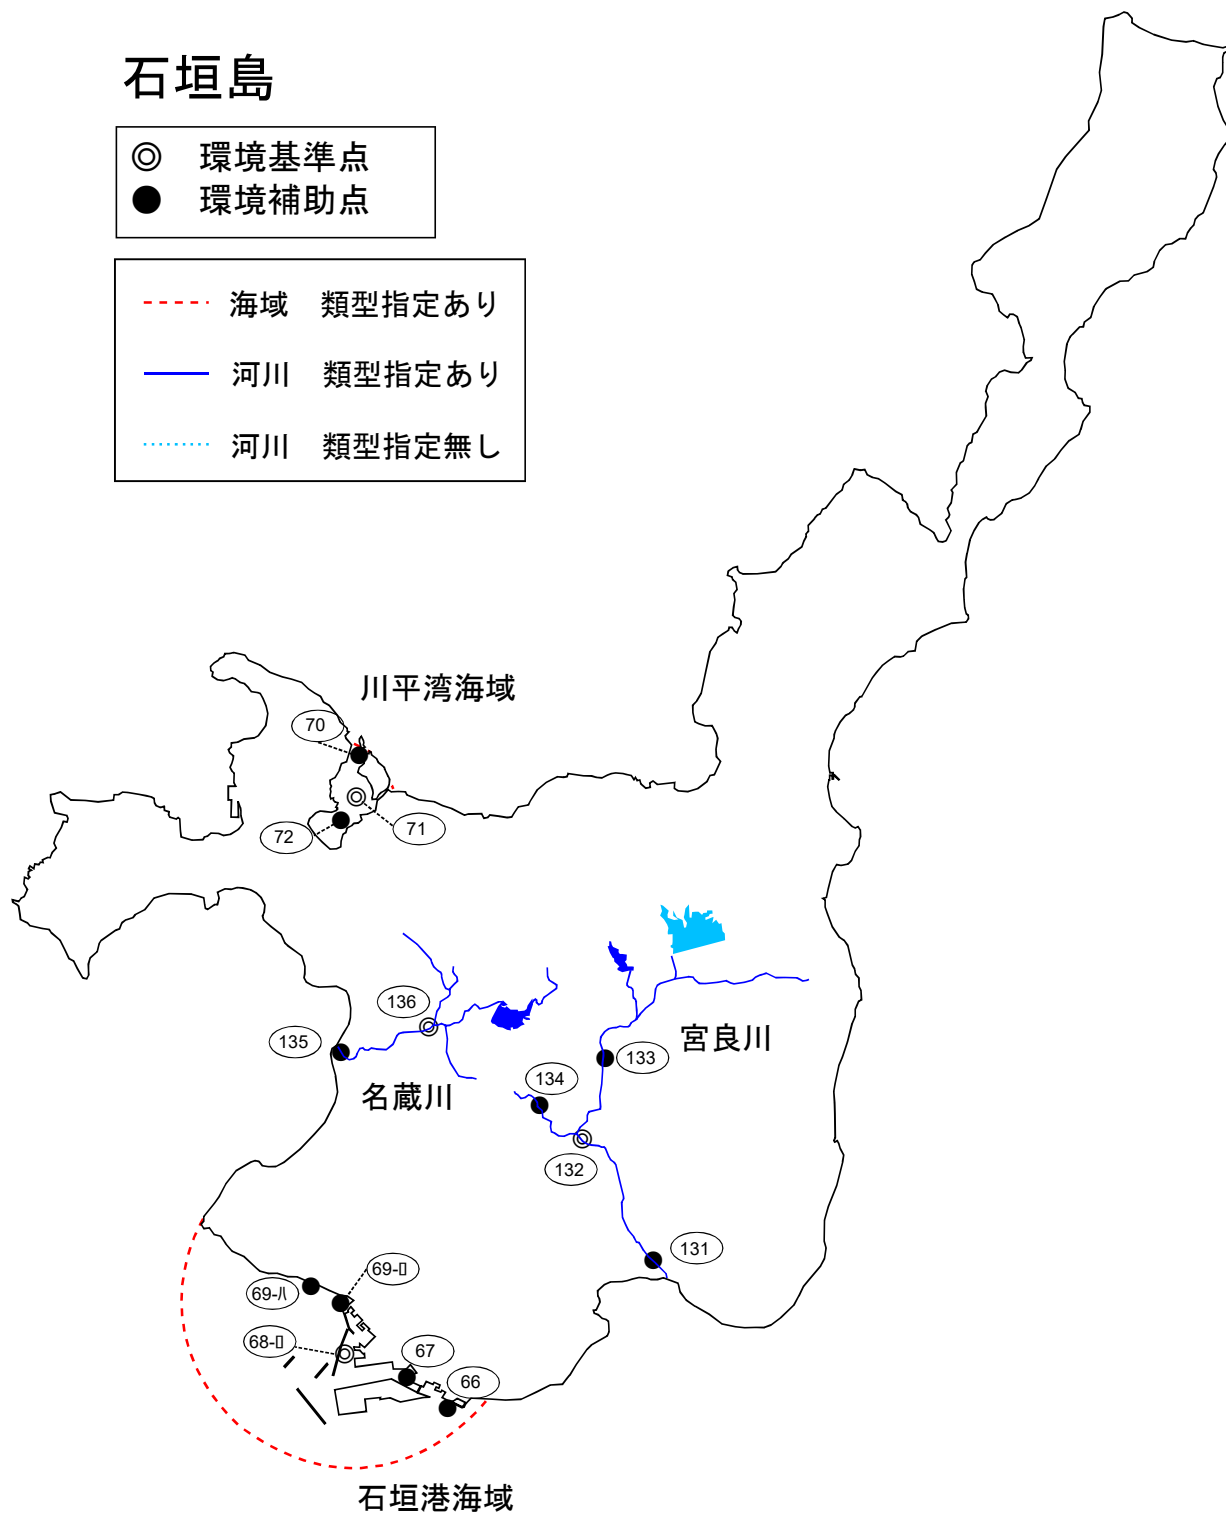 石垣島
環境基準点
環境補助点
海域 類型指定あり
河川 類型指定あり
河川 類型指定無し
川平湾海域
70
71
72
136
135
名蔵川
宮良川
133
134
132
131
69-ロ
69-ハ
68-ロ
67
66
石垣港海域